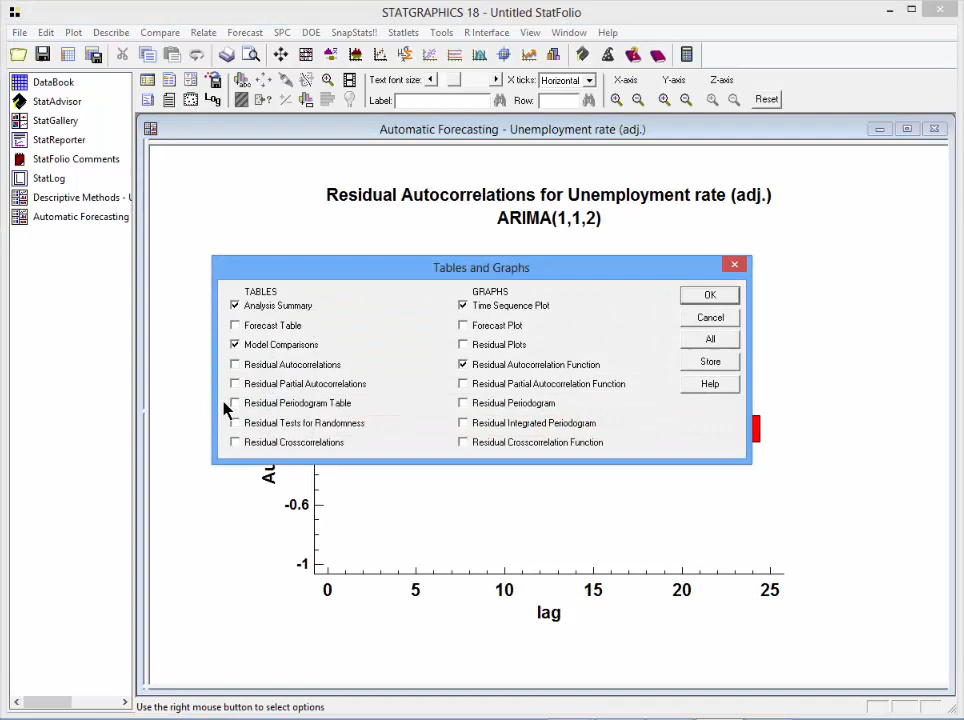 STATGRAPHICS 18 - Untitled StatFolio
File Edit Plot Describe Compare Relate Forecast SPC DOE SnapStats!! Statlets Tools R Interface View Window Help
Text font size: X ticks: Horizontal X-axis Y-axis Z-axis
Log Label: Row: Reset
DataBook
StatAdvisor
StatGallery
StatReporter
StatFolio Comments
StatLog
Descriptive Methods - U
Automatic Forecasting
Automatic Forecasting - Unemployment rate (adj.)
Residual Autocorrelations for Unemployment rate (adj.)
ARIMA(1,1,2)
Tables and Graphs
TABLES
Analysis Summary
Forecast Table
Model Comparisons
Residual Autocorrelations
Residual Partial Autocorrelations
Residual Periodogram Table
Residual Tests for Randomness
Residual Crosscorrelations
GRAPHS
Time Sequence Plot
Forecast Plot
Residual Plots
Residual Autocorrelation Function
Residual Partial Autocorrelation Function
Residual Periodogram
Residual Integrated Periodogram
Residual Crosscorrelation Function
OK
Cancel
All
Store
Help
Au
-0.6
-1
0 5 10 15 20 25
lag
Use the right mouse button to select options